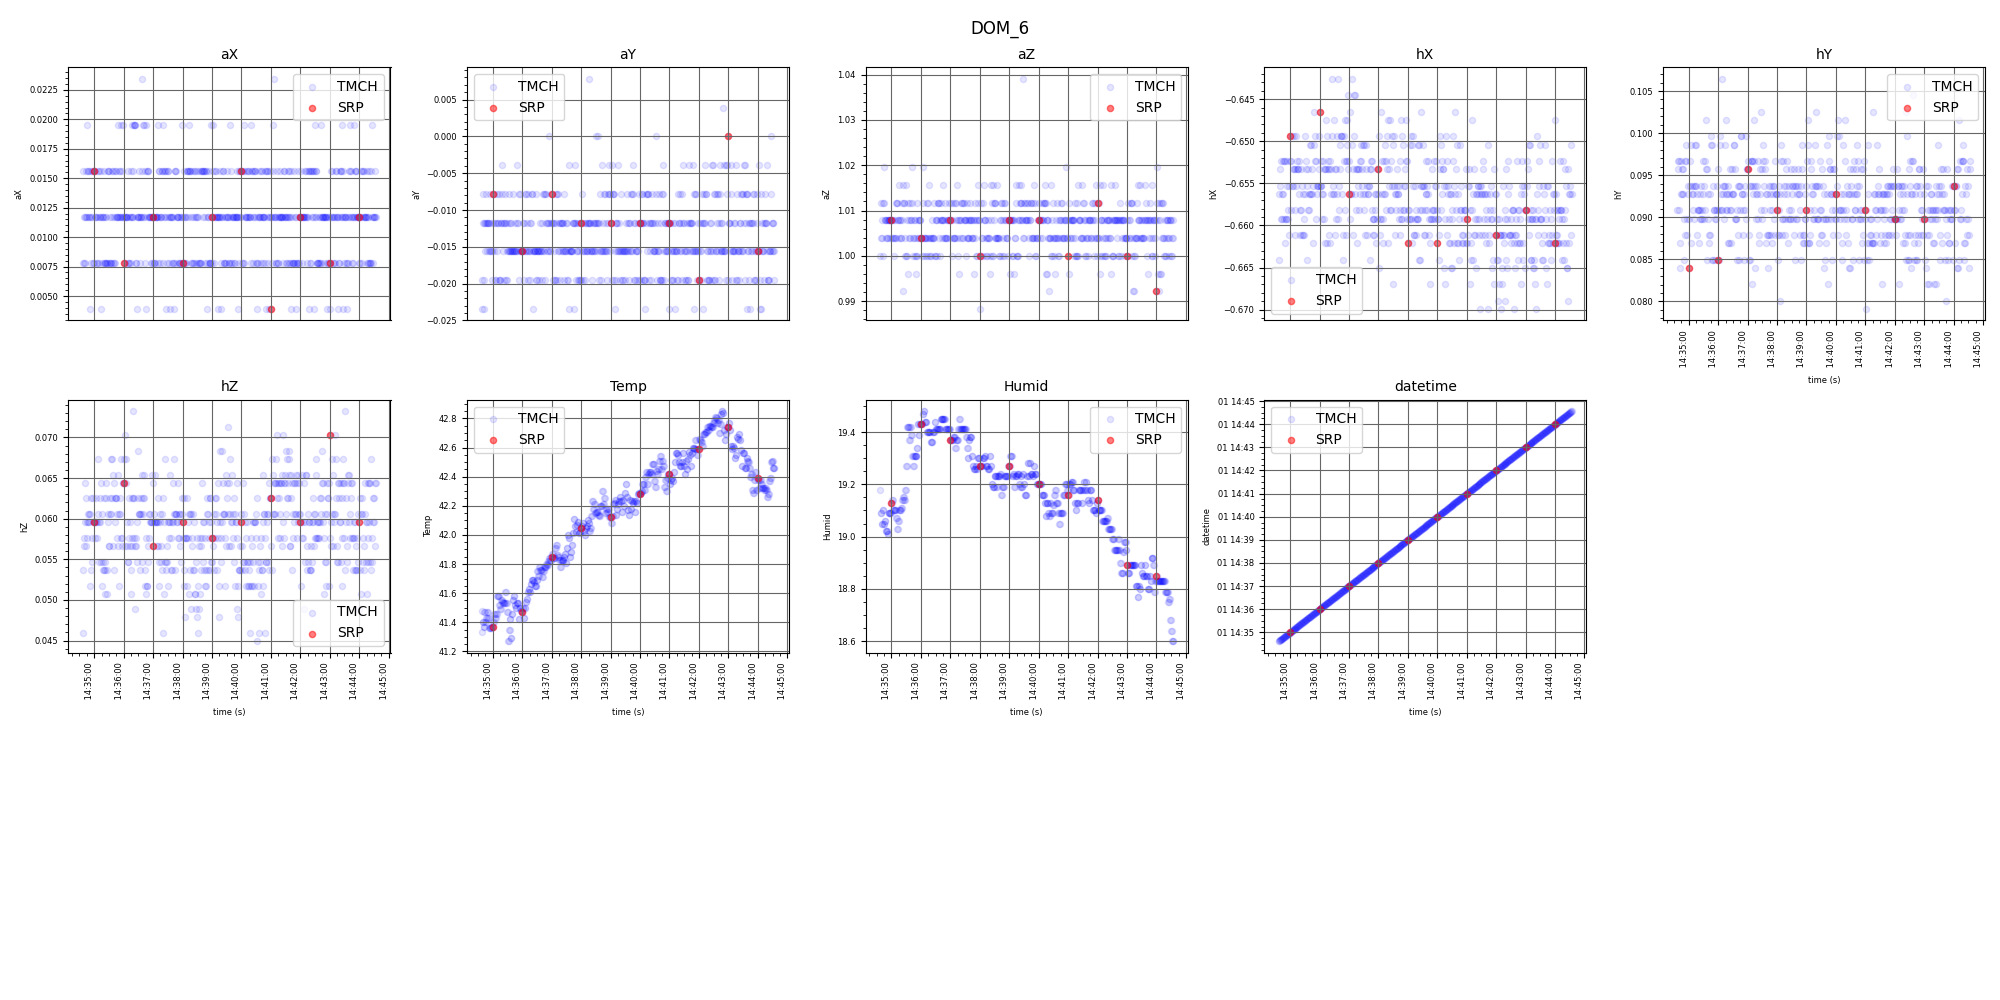 DOM_6
aX
aY
aZ
hX
hY
TMCH
SRP
TMCH
SRP
TMCH
SRP
TMCH
SRP
TMCH
SRP
aX
aY
aZ
hX
hY
0.0225
0.0200
0.0175
0.0150
0.0125
0.0100
0.0075
0.0050
0.005
0.000
−0.005
−0.010
−0.015
−0.020
−0.025
1.04
1.03
1.02
1.01
1.00
0.99
−0.645
−0.650
−0.655
−0.660
−0.665
−0.670
0.105
0.100
0.095
0.090
0.085
0.080
14:35:00
14:36:00
14:37:00
14:38:00
14:39:00
14:40:00
14:41:00
14:42:00
14:43:00
14:44:00
14:45:00
time (s)
hZ
Temp
Humid
datetime
TMCH
SRP
TMCH
SRP
TMCH
SRP
TMCH
SRP
hZ
Temp
Humid
datetime
0.070
0.065
0.060
0.055
0.050
0.045
42.8
42.6
42.4
42.2
42.0
41.8
41.6
41.4
41.2
19.4
19.2
19.0
18.8
18.6
01 14:45
01 14:44
01 14:43
01 14:42
01 14:41
01 14:40
01 14:39
01 14:38
01 14:37
01 14:36
01 14:35
14:35:00
14:36:00
14:37:00
14:38:00
14:39:00
14:40:00
14:41:00
14:42:00
14:43:00
14:44:00
14:45:00
time (s)
14:35:00
14:36:00
14:37:00
14:38:00
14:39:00
14:40:00
14:41:00
14:42:00
14:43:00
14:44:00
14:45:00
time (s)
14:35:00
14:36:00
14:37:00
14:38:00
14:39:00
14:40:00
14:41:00
14:42:00
14:43:00
14:44:00
14:45:00
time (s)
14:35:00
14:36:00
14:37:00
14:38:00
14:39:00
14:40:00
14:41:00
14:42:00
14:43:00
14:44:00
14:45:00
time (s)